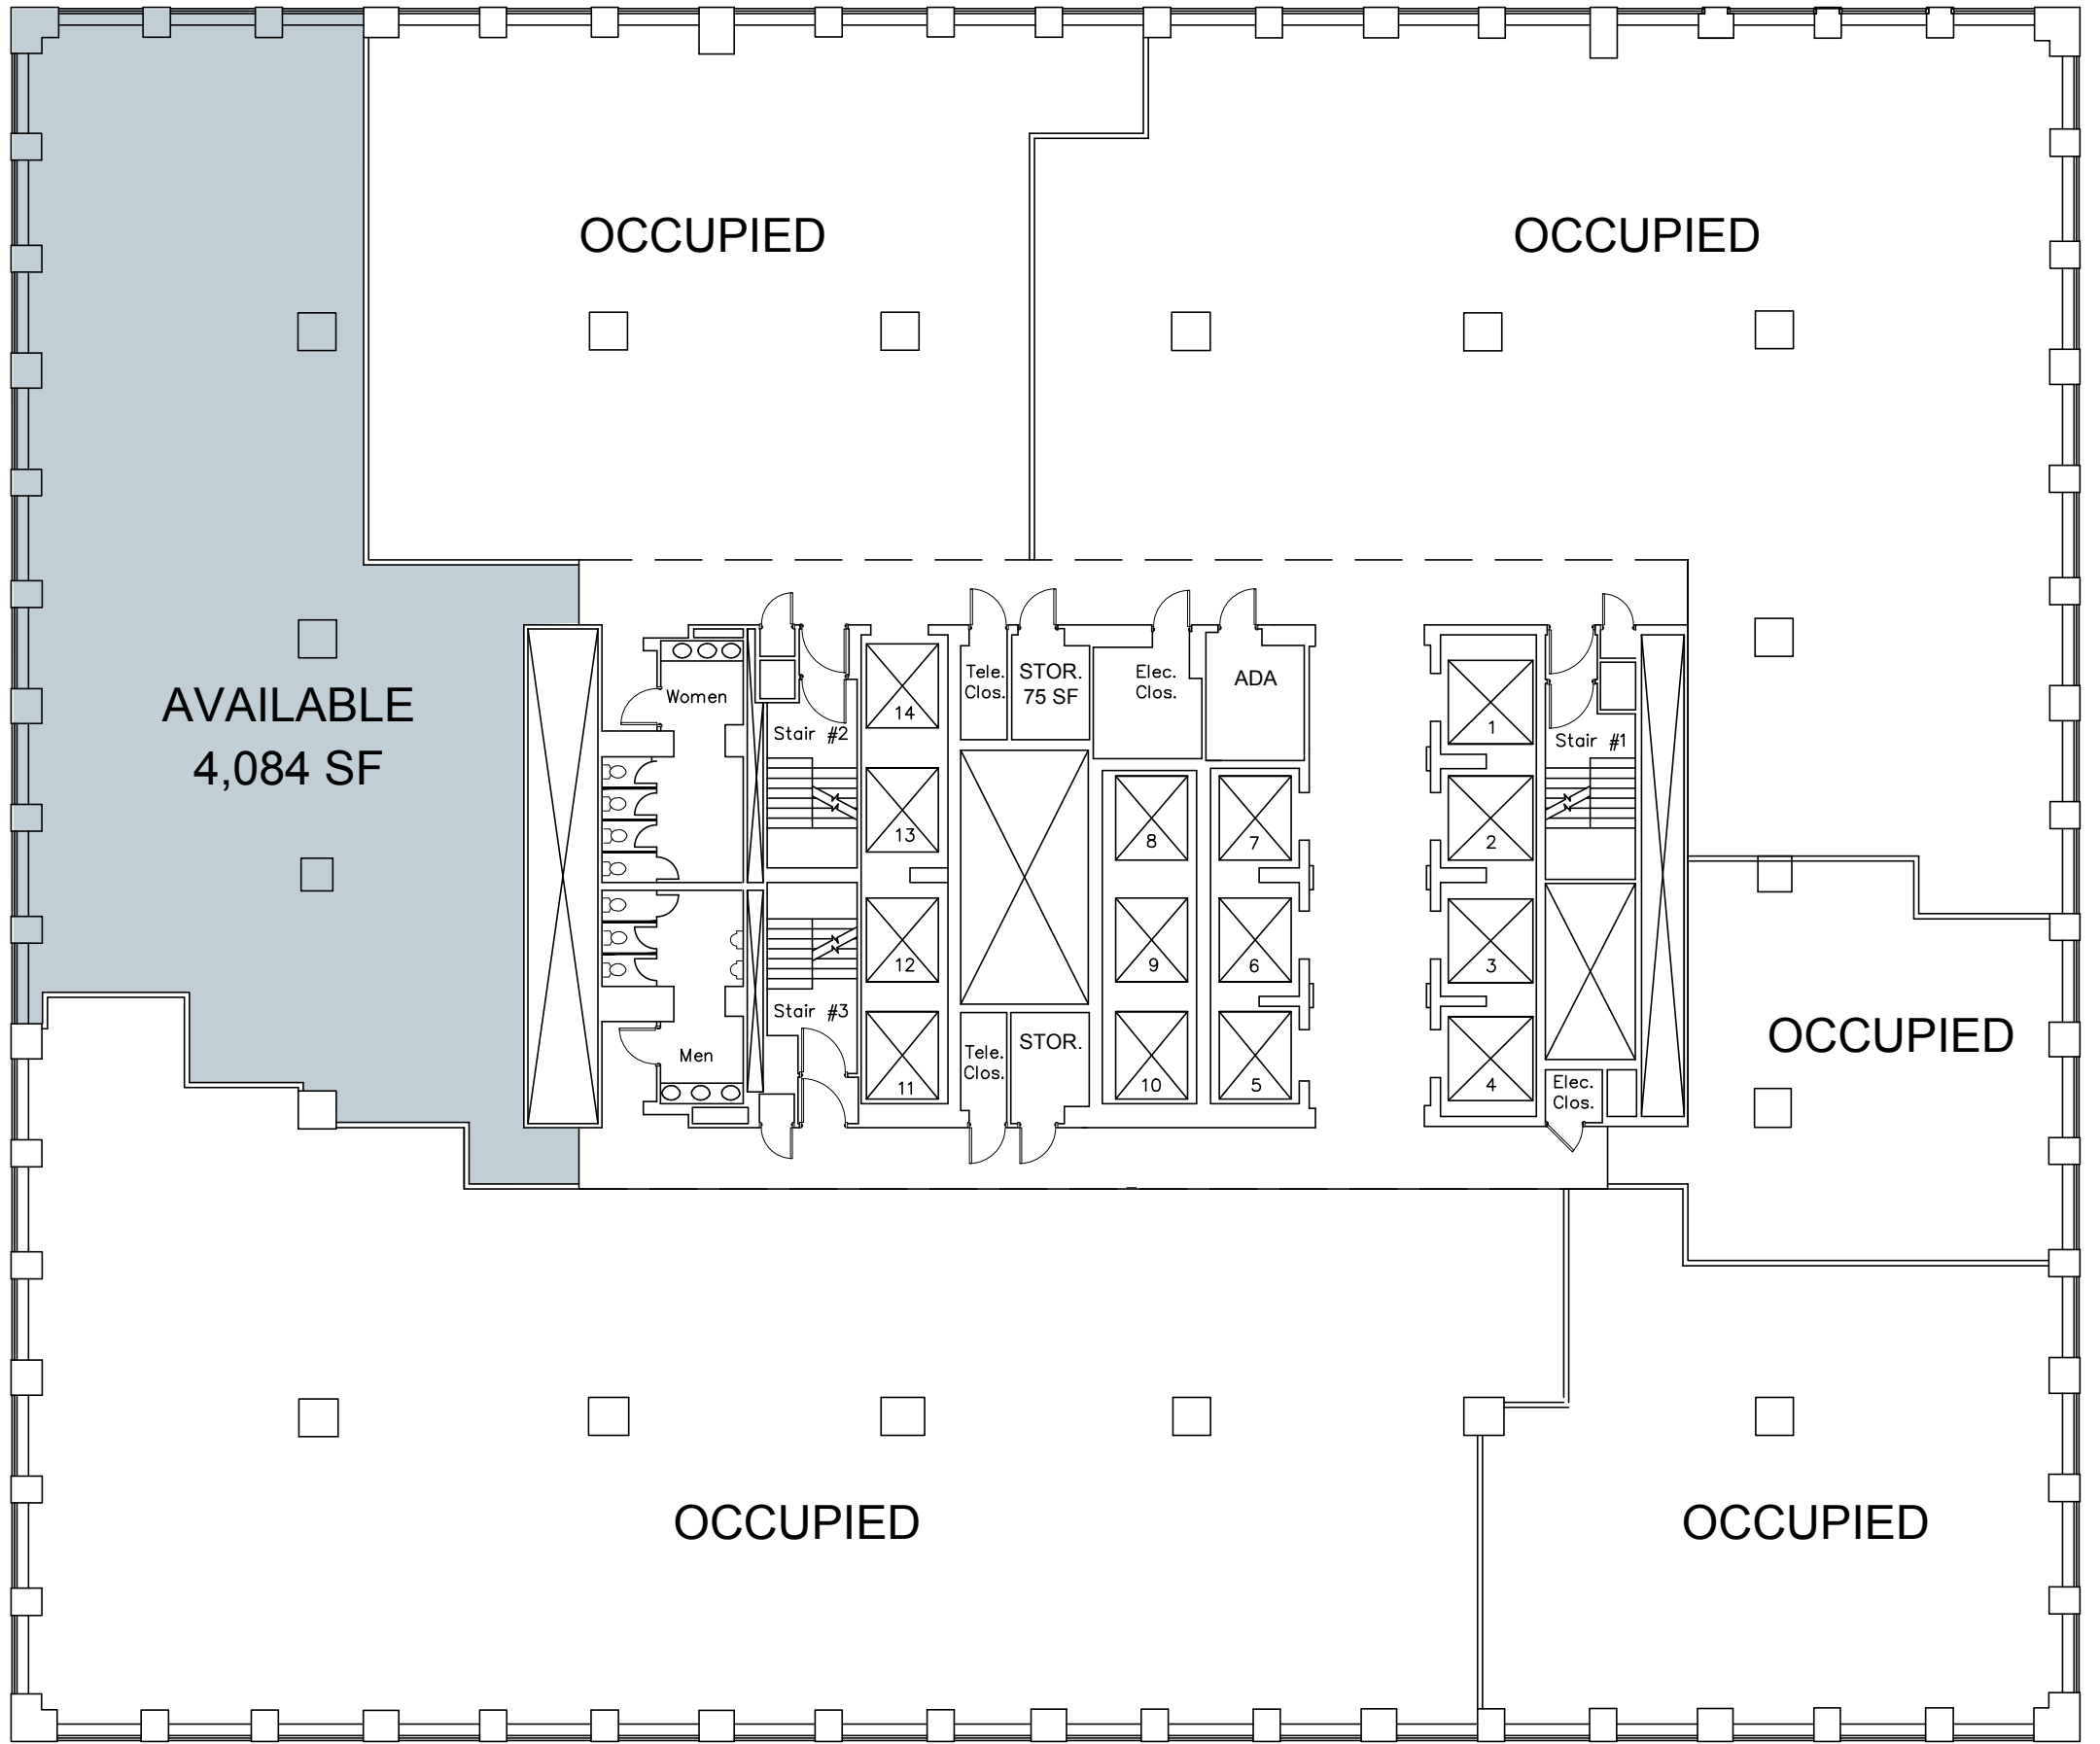 OCCUPIED
OCCUPIED
AVAILABLE
4,084 SF
Women
Stair #2
14
Tele.
Clos.
STOR.
75 SF
Elec.
Clos.
ADA
1
Stair #1
13
8
7
2
12
9
6
3
Stair #3
Men
11
Tele.
Clos.
STOR.
10
5
4
Elec.
Clos.
OCCUPIED
OCCUPIED
OCCUPIED